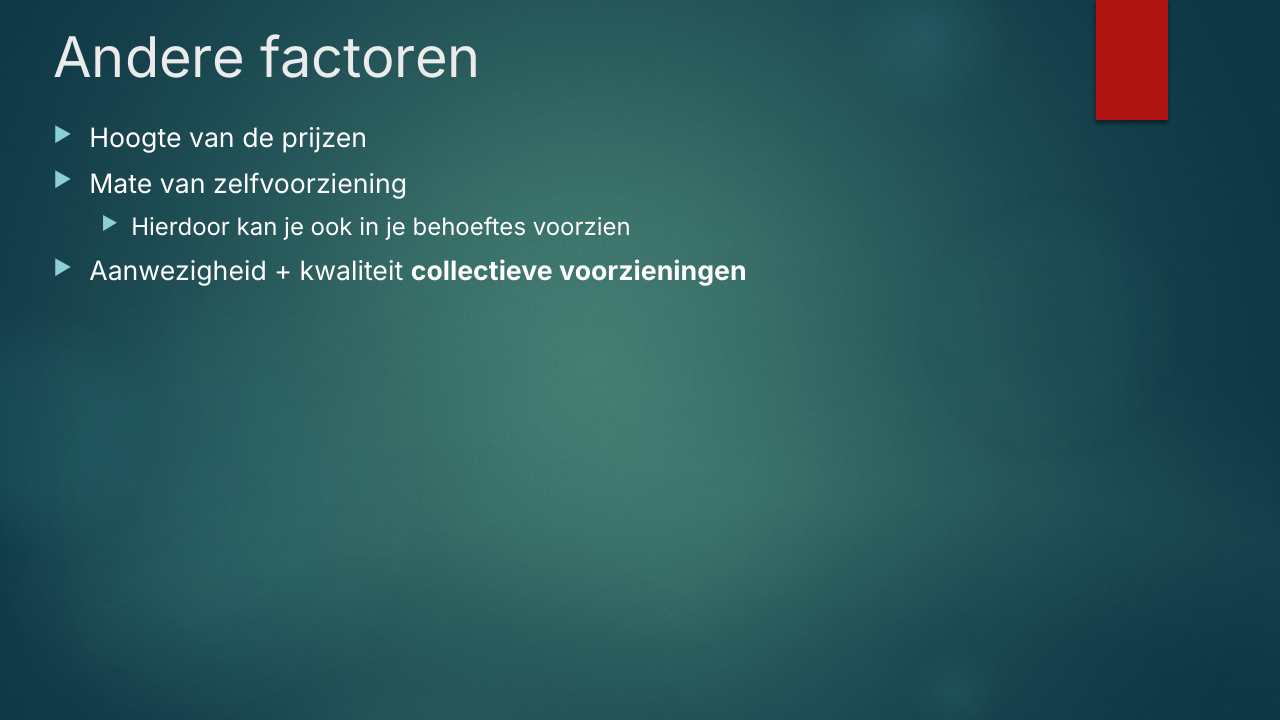 Andere factoren
Hoogte van de prijzen
Mate van zelfvoorziening
Hierdoor kan je ook in je behoeftes voorzien
Aanwezigheid + kwaliteit collectieve voorzieningen